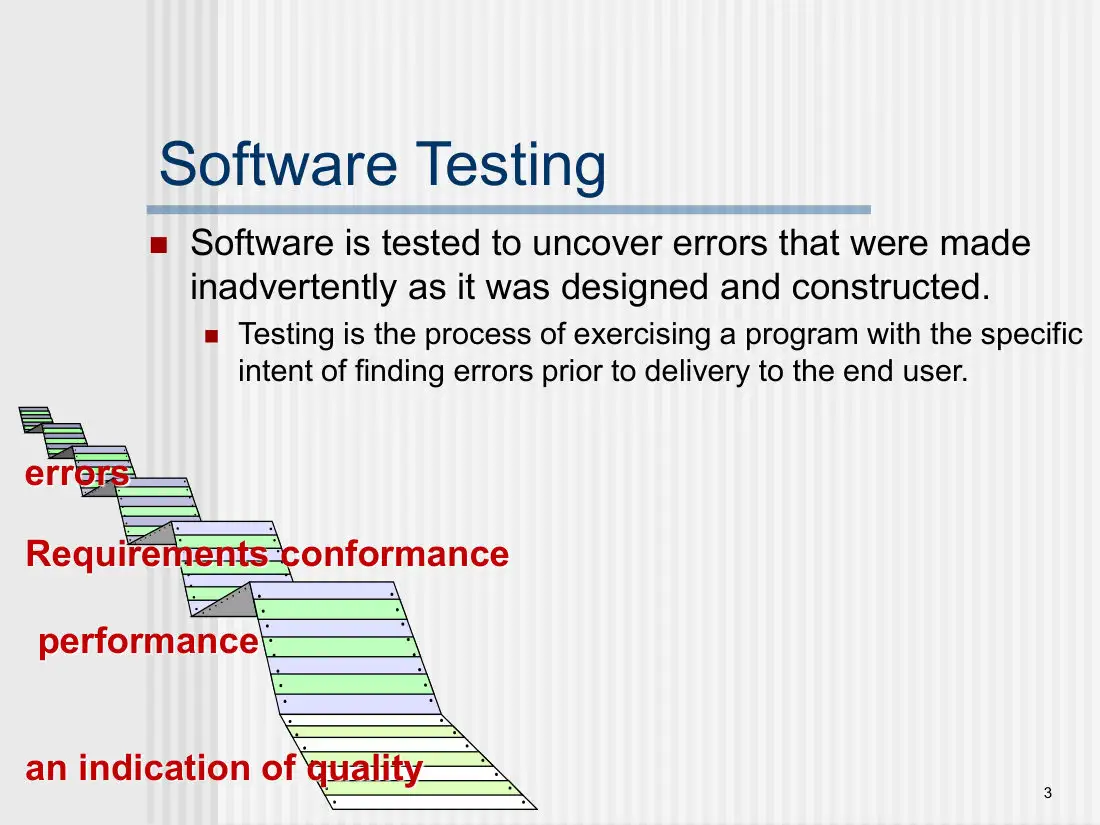 Software Testing
Software is tested to uncover errors that were made
inadvertently as it was designed and constructed.
Testing is the process of exercising a program with the specific
intent of finding errors prior to delivery to the end user.
errors
Requirements conformance
performance
an indication of quality
3